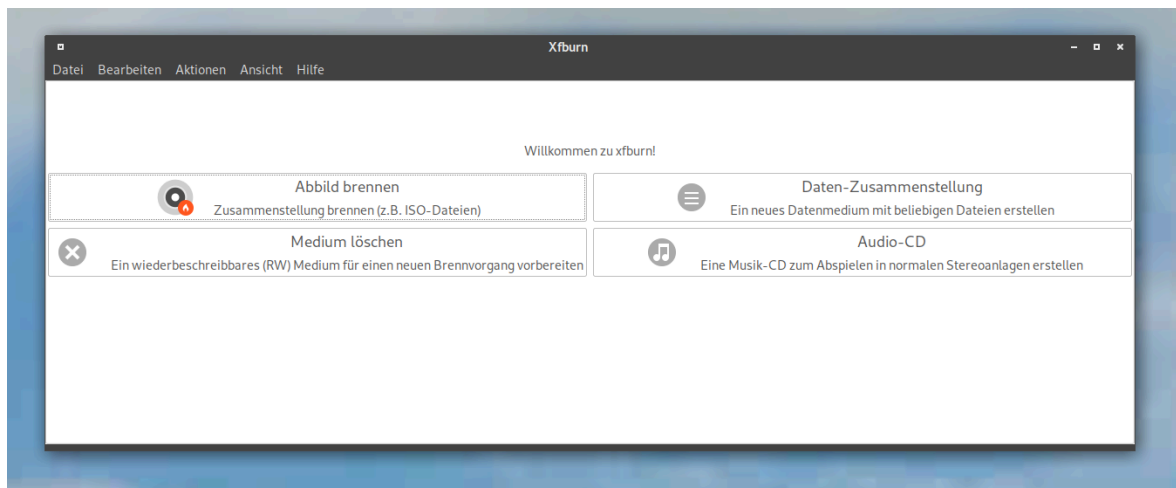 Xfburn
Datei Bearbeiten Aktionen Ansicht Hilfe
Willkommen zu xfburn!
Abbild brennen
Zusammenstellung brennen (z.B. ISO-Dateien)
Daten-Zusammenstellung
Ein neues Datenmedium mit beliebigen Dateien erstellen
Medium löschen
Ein wiederbeschreibbares (RW) Medium für einen neuen Brennvorgang vorbereiten
Audio-CD
Eine Musik-CD zum Abspielen in normalen Stereoanlagen erstellen